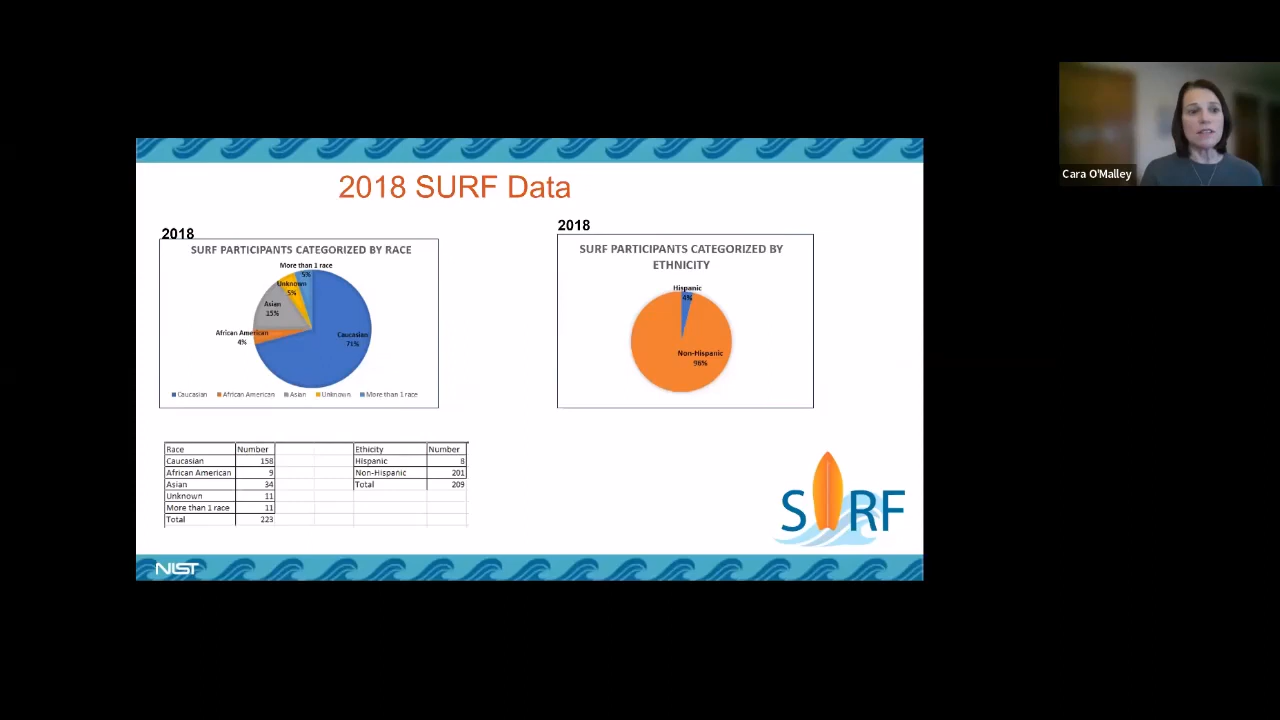 2018 SURF Data
2018
SURF PARTICIPANTS CATEGORIZED BY RACE
More than 1 race
5%
Unknown
5%
Asian
15%
African American
4%
Caucasian
71%
Caucasian African American Asian Unknown More than 1 race
2018
SURF PARTICIPANTS CATEGORIZED BY
ETHNICITY
Hispanic
4%
Non-Hispanic
96%
Race Number
Caucasian 158
African American 9
Asian 34
Unknown 11
More than 1 race 11
Total 223
Ethicity Number
Hispanic 8
Non-Hispanic 201
Total 209
SURF
NIST
Cara O'Malley